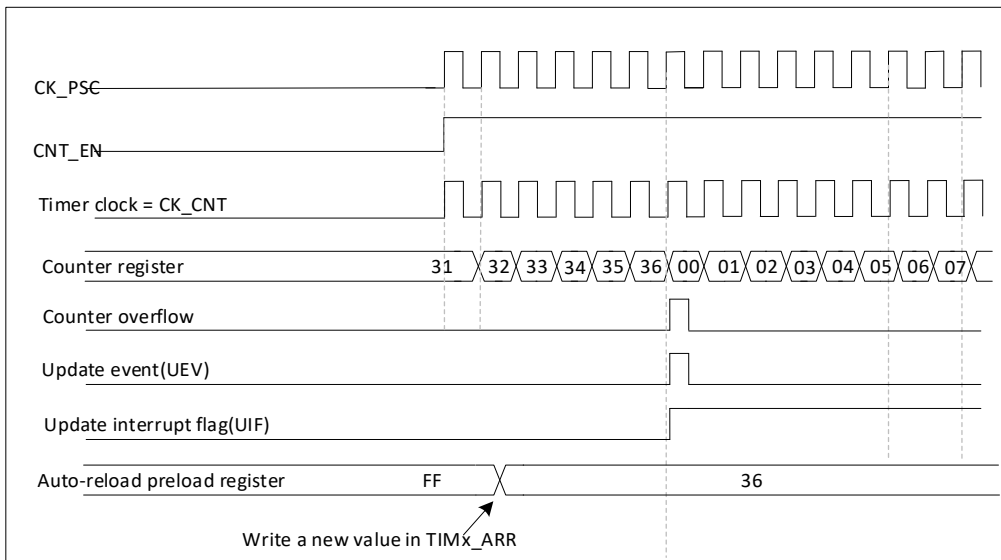 CK_PSC
CNT_EN
Timer clock = CK_CNT
Counter register 31 32 33 34 35 36 00 01 02 03 04 05 06 07
Counter overflow
Update event(UEV)
Update interrupt flag(UIF)
Auto-reload preload register FF 36
Write a new value in TIMx_ARR